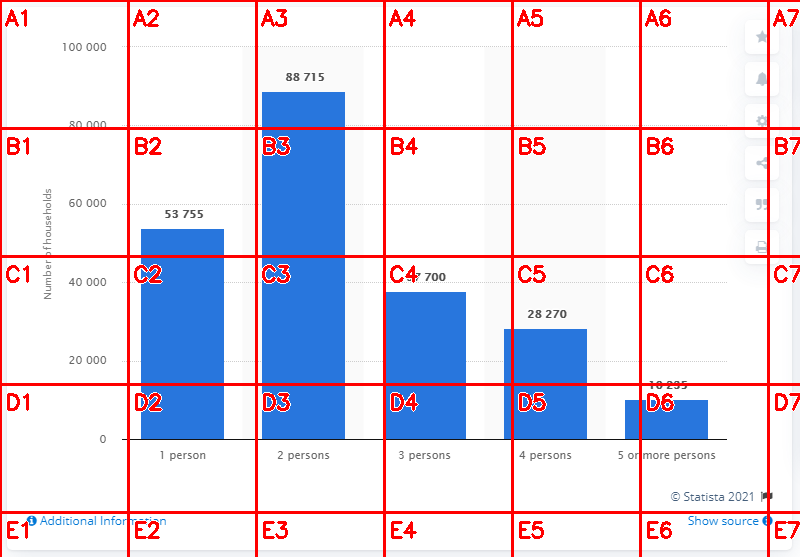 A1 A2 A3 A4 A5 A6 A7
100 000
88 715
80 000
B1 B2 B3 B4 B5 B6 B7
60 000
53 755
Number of households
C1 C2 C3 C4 C5 C6 C7
37 700
40 000
28 270
20 000
D1 D2 D3 D4 D5 D6 D7
0
1 person 2 persons 3 persons 4 persons 5 or more persons
© Statista 2021
Additional Information Show source
E1 E2 E3 E4 E5 E6 E7